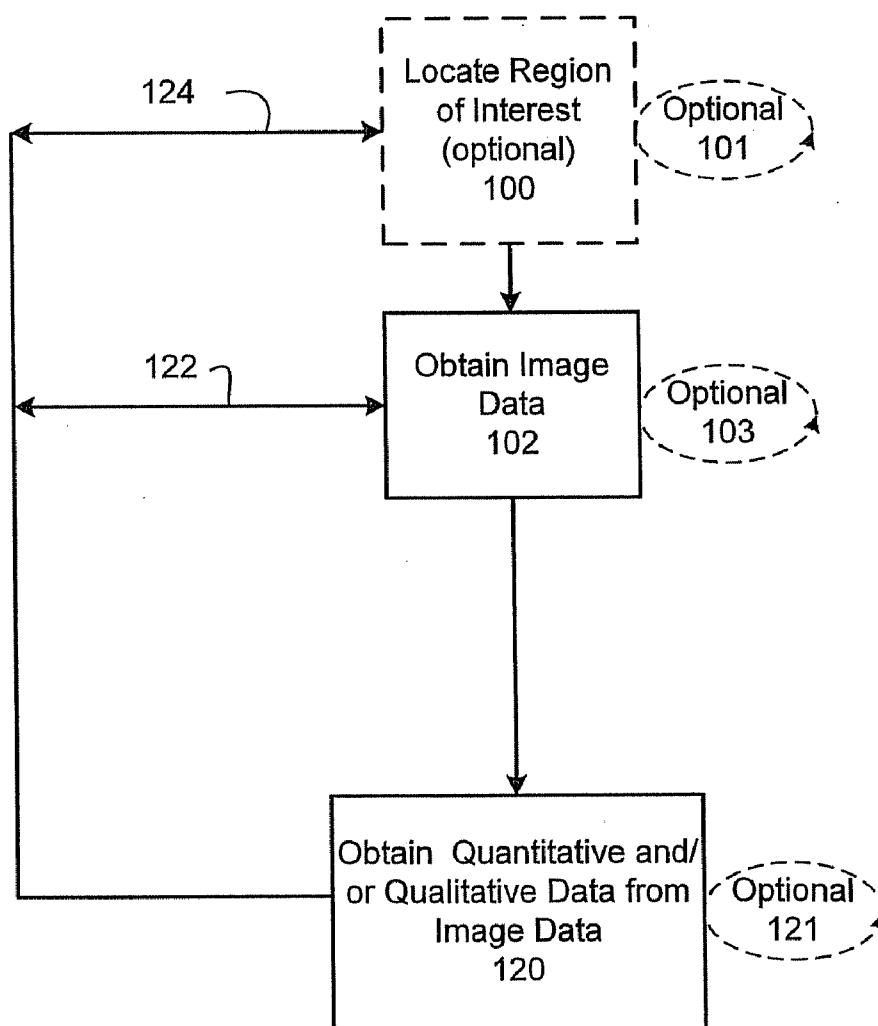 124
Locate Region
of Interest
(optional)
100
Optional
101
122
Obtain Image
Data
102
Optional
103
Obtain Quantitative and/
or Qualitative Data from
Image Data
120
Optional
121